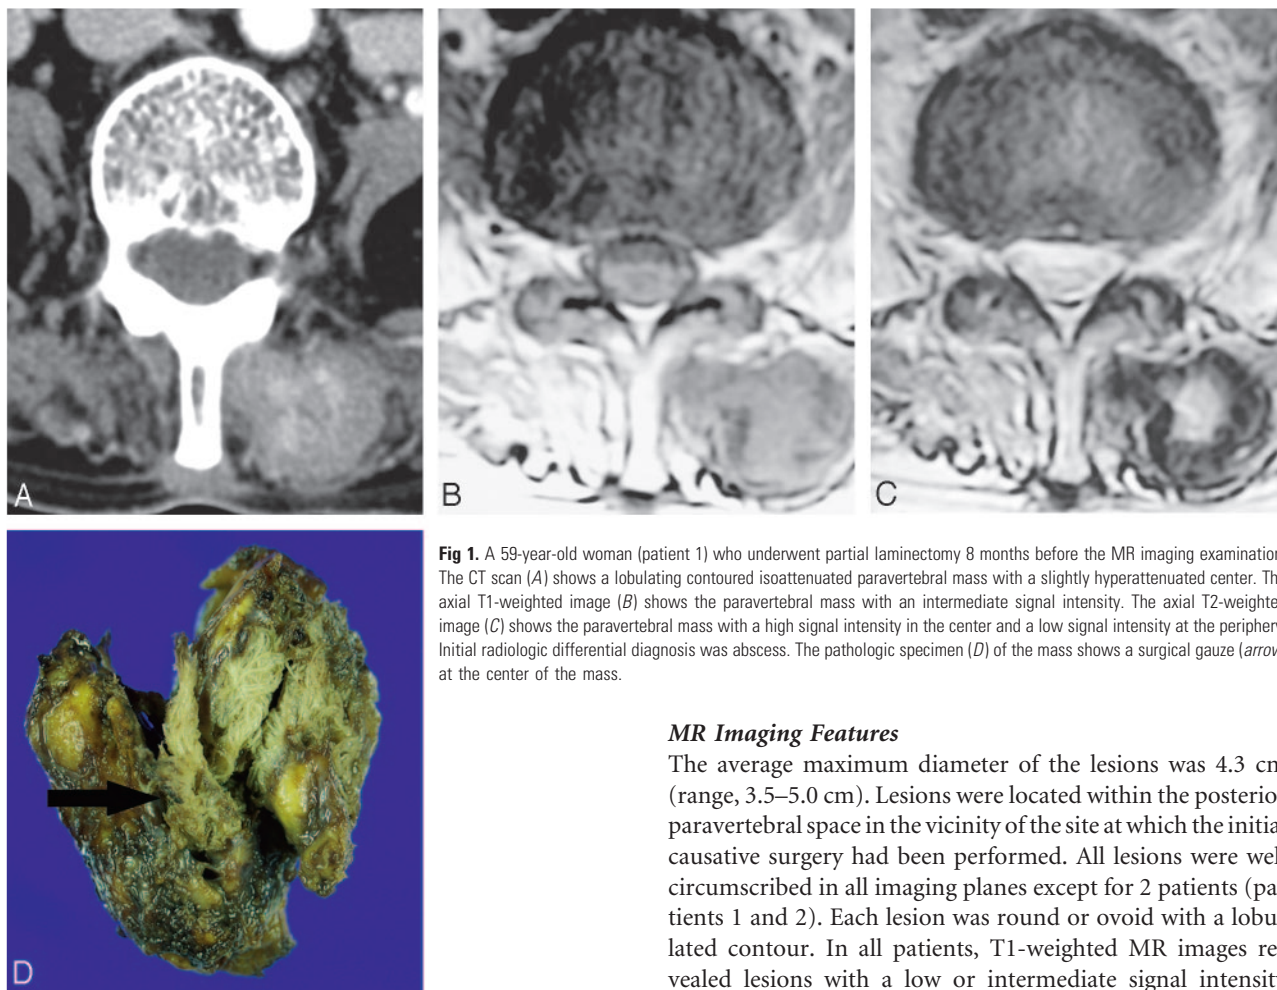 A
B
C
D
Fig 1. A 59-year-old woman (patient 1) who underwent partial laminectomy 8 months before the MR imaging examination
The CT scan (A) shows a lobulating contoured isoattenuated paravertebral mass with a slightly hyperattenuated center. Th
axial T1-weighted image (B) shows the paravertebral mass with an intermediate signal intensity. The axial T2-weighte
image (C) shows the paravertebral mass with a high signal intensity in the center and a low signal intensity at the periphery
Initial radiologic differential diagnosis was abscess. The pathologic specimen (D) of the mass shows a surgical gauze (arrow
at the center of the mass.
MR Imaging Features
The average maximum diameter of the lesions was 4.3 cm
(range, 3.5–5.0 cm). Lesions were located within the posterio
paravertebral space in the vicinity of the site at which the initia
causative surgery had been performed. All lesions were wel
circumscribed in all imaging planes except for 2 patients (pa
tients 1 and 2). Each lesion was round or ovoid with a lobu
lated contour. In all patients, T1-weighted MR images re
vealed lesions with a low or intermediate signal intensity